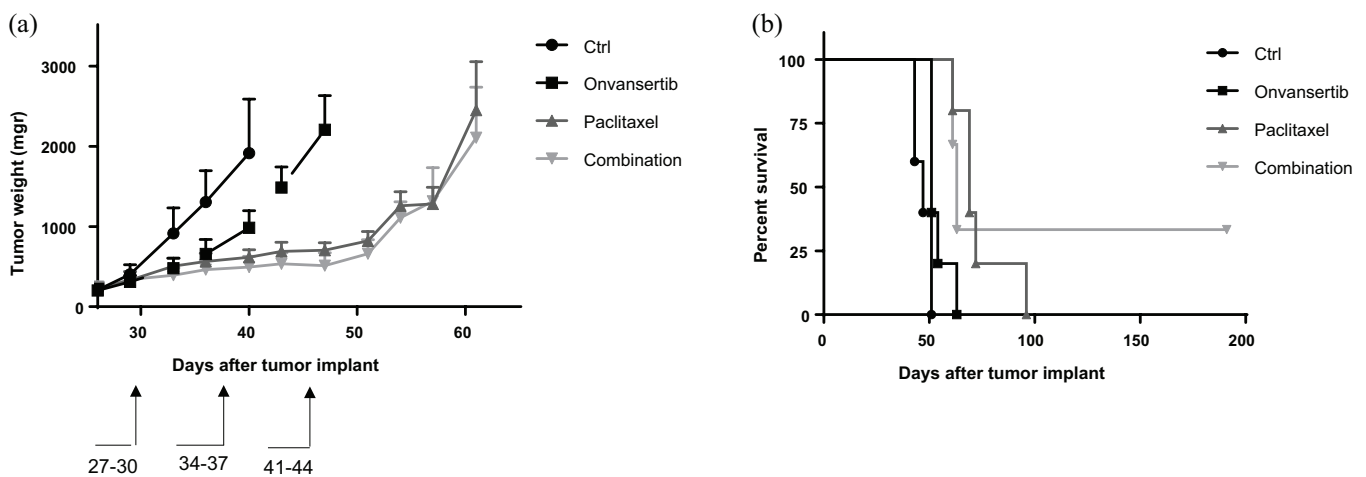 (a)
Tumor weight (mgr)
3000
2000
1000
0
30
40
50
60
Days after tumor implant
Ctrl
Onvansertib
Paclitaxel
Combination
27-30
34-37
41-44
(b)
Percent survival
100
75
50
25
0
0
50
100
150
200
Days after tumor implant
Ctrl
Onvansertib
Paclitaxel
Combination